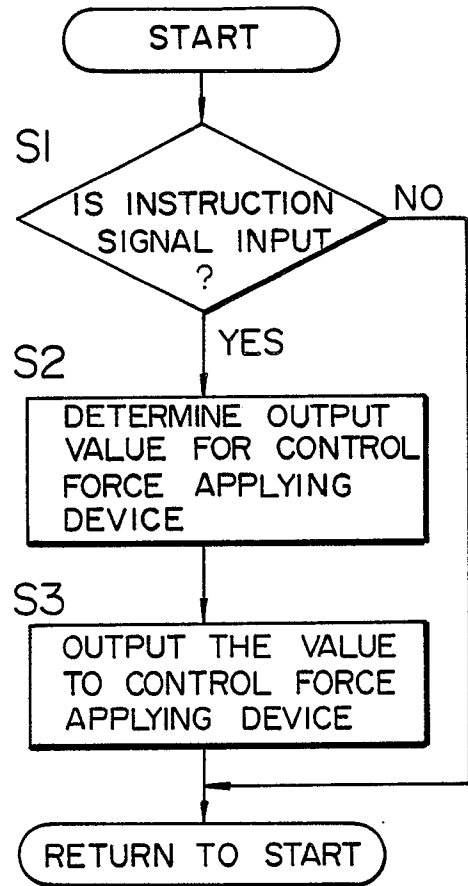 START
S1
IS INSTRUCTION
SIGNAL INPUT
?
NO
YES
S2
DETERMINE OUTPUT
VALUE FOR CONTROL
FORCE APPLYING
DEVICE
S3
OUTPUT THE VALUE
TO CONTROL FORCE
APPLYING DEVICE
RETURN TO START